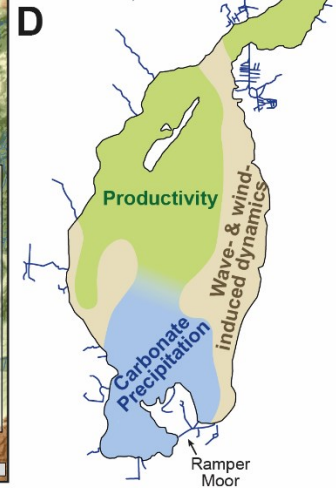 D
Productivity
Wave- & wind-
induced dynamics
Carbonate
Precipitation
Ramper
Moor